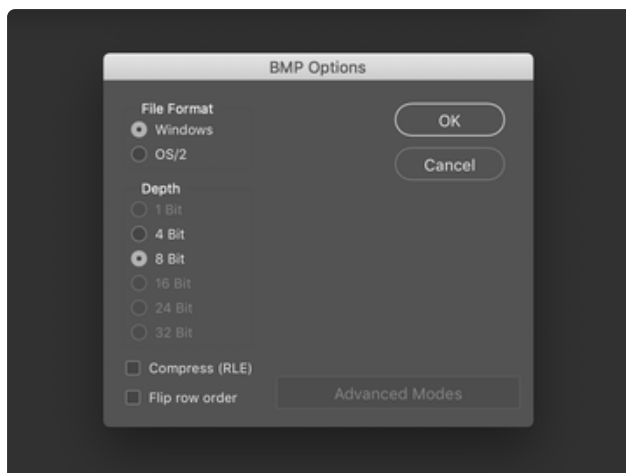 BMP Options
File Format
Windows
OS/2
Depth
1 Bit
4 Bit
8 Bit
16 Bit
24 Bit
32 Bit
Compress (RLE)
Flip row order
OK
Cancel
Advanced Modes